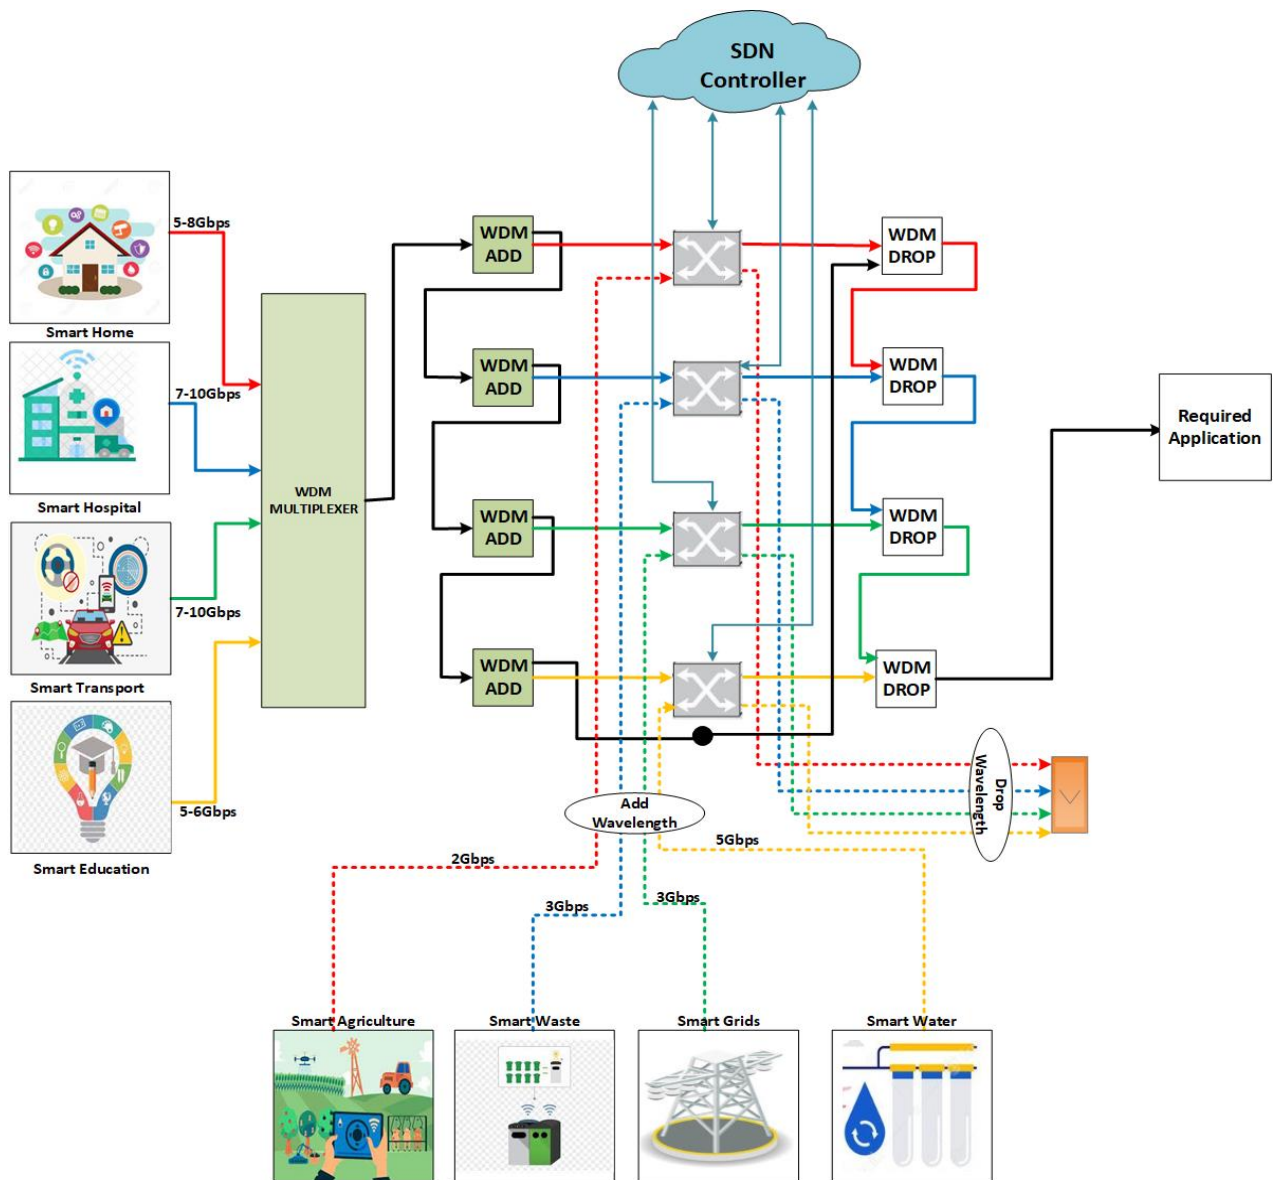 SDN
Controller
5-8Gbps
Smart Home
7-10Gbps
Smart Hospital
7-10Gbps
Smart Transport
5-6Gbps
Smart Education
WDM
MULTIPLEXER
WDM
ADD
WDM
ADD
WDM
ADD
WDM
ADD
WDM
DROP
WDM
DROP
WDM
DROP
WDM
DROP
Required
Application
Add
Wavelength
Drop
Wavelength
2Gbps
3Gbps
3Gbps
5Gbps
Smart Agriculture
Smart Waste
Smart Grids
Smart Water